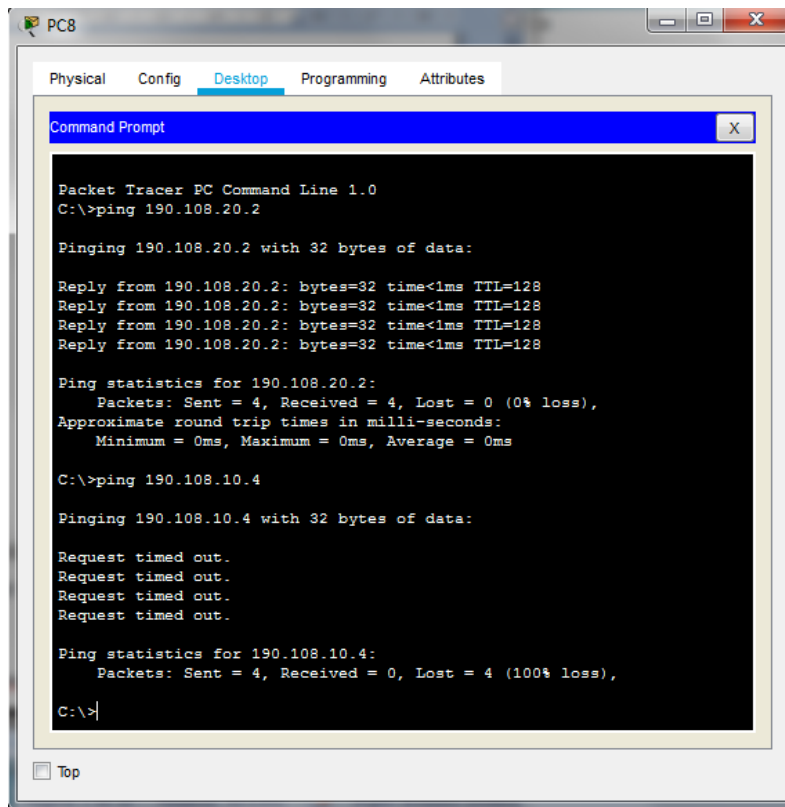 PC8
Physical Config Desktop Programming Attributes
Command Prompt
X
Packet Tracer PC Command Line 1.0
C:\>ping 190.108.20.2
Pinging 190.108.20.2 with 32 bytes of data:
Reply from 190.108.20.2: bytes=32 time<1ms TTL=128
Reply from 190.108.20.2: bytes=32 time<1ms TTL=128
Reply from 190.108.20.2: bytes=32 time<1ms TTL=128
Reply from 190.108.20.2: bytes=32 time<1ms TTL=128
Ping statistics for 190.108.20.2:
Packets: Sent = 4, Received = 4, Lost = 0 (0% loss),
Approximate round trip times in milli-seconds:
Minimum = 0ms, Maximum = 0ms, Average = 0ms
C:\>ping 190.108.10.4
Pinging 190.108.10.4 with 32 bytes of data:
Request timed out.
Request timed out.
Request timed out.
Request timed out.
Ping statistics for 190.108.10.4:
Packets: Sent = 4, Received = 0, Lost = 4 (100% loss),
C:\>
Top